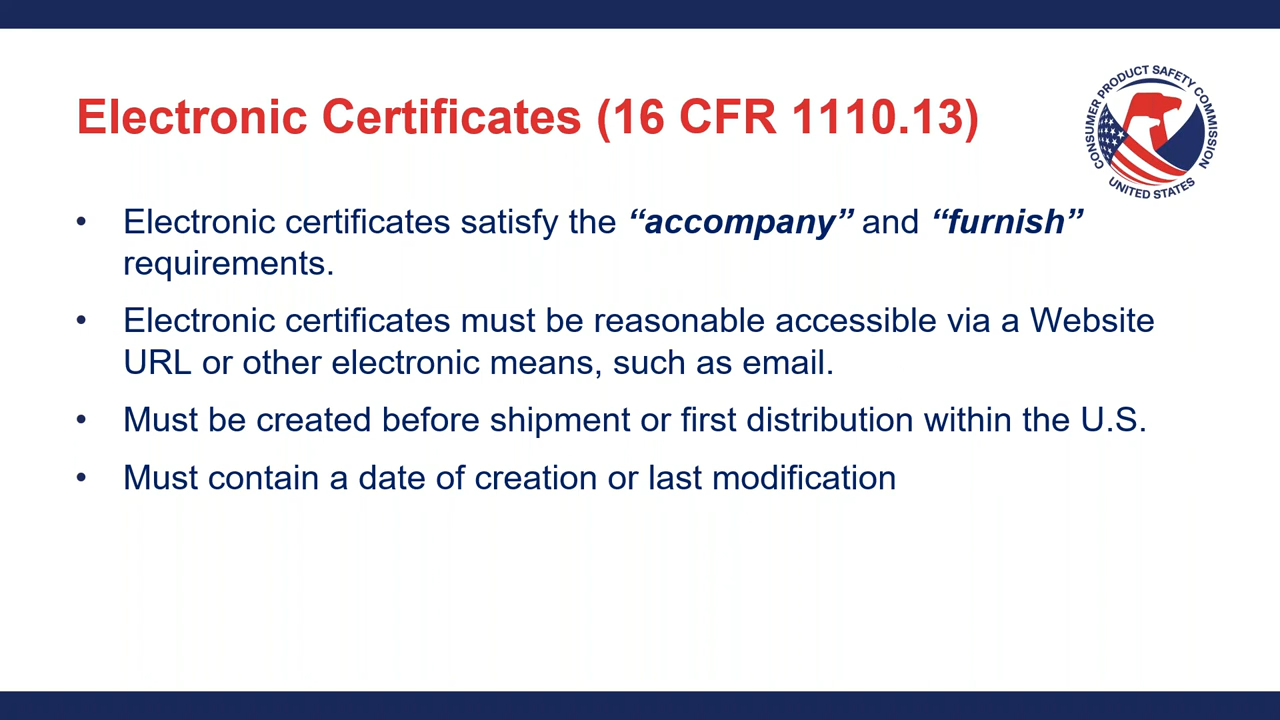 Electronic Certificates (16 CFR 1110.13)
CONSUMER PRODUCT SAFETY COMMISSION
UNITED STATES
• Electronic certificates satisfy the “accompany” and “furnish”
requirements.
• Electronic certificates must be reasonable accessible via a Website
URL or other electronic means, such as email.
• Must be created before shipment or first distribution within the U.S.
• Must contain a date of creation or last modification